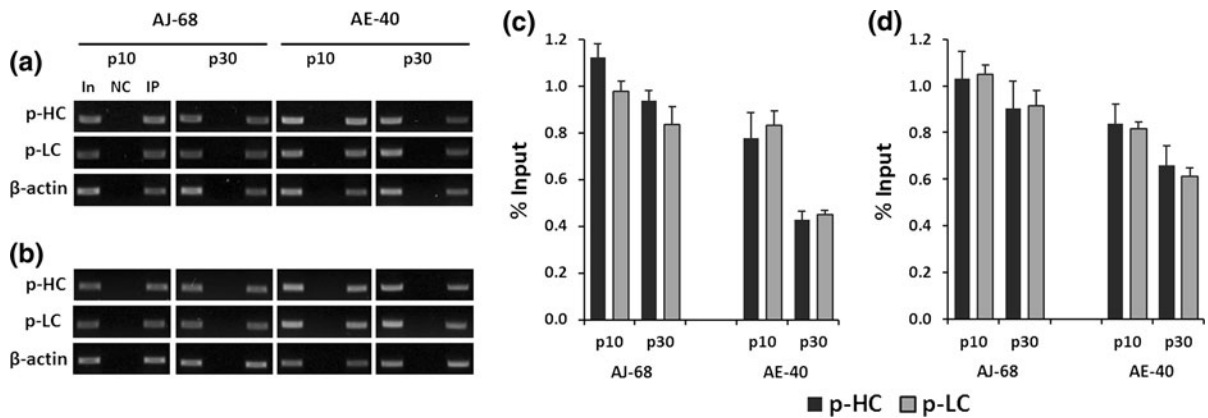 AJ-68 AE-40
(a) p10 p30 p10 p30
In NC IP
p-HC
p-LC
β-actin
(b)
p-HC
p-LC
β-actin
(c)
% Input
1.2
1.0
0.8
0.6
0.4
0.2
0.0
p10 p30 p10 p30
AJ-68 AE-40
(d)
% Input
1.2
1.0
0.8
0.6
0.4
0.2
0.0
p10 p30 p10 p30
AJ-68 AE-40
p-HC p-LC